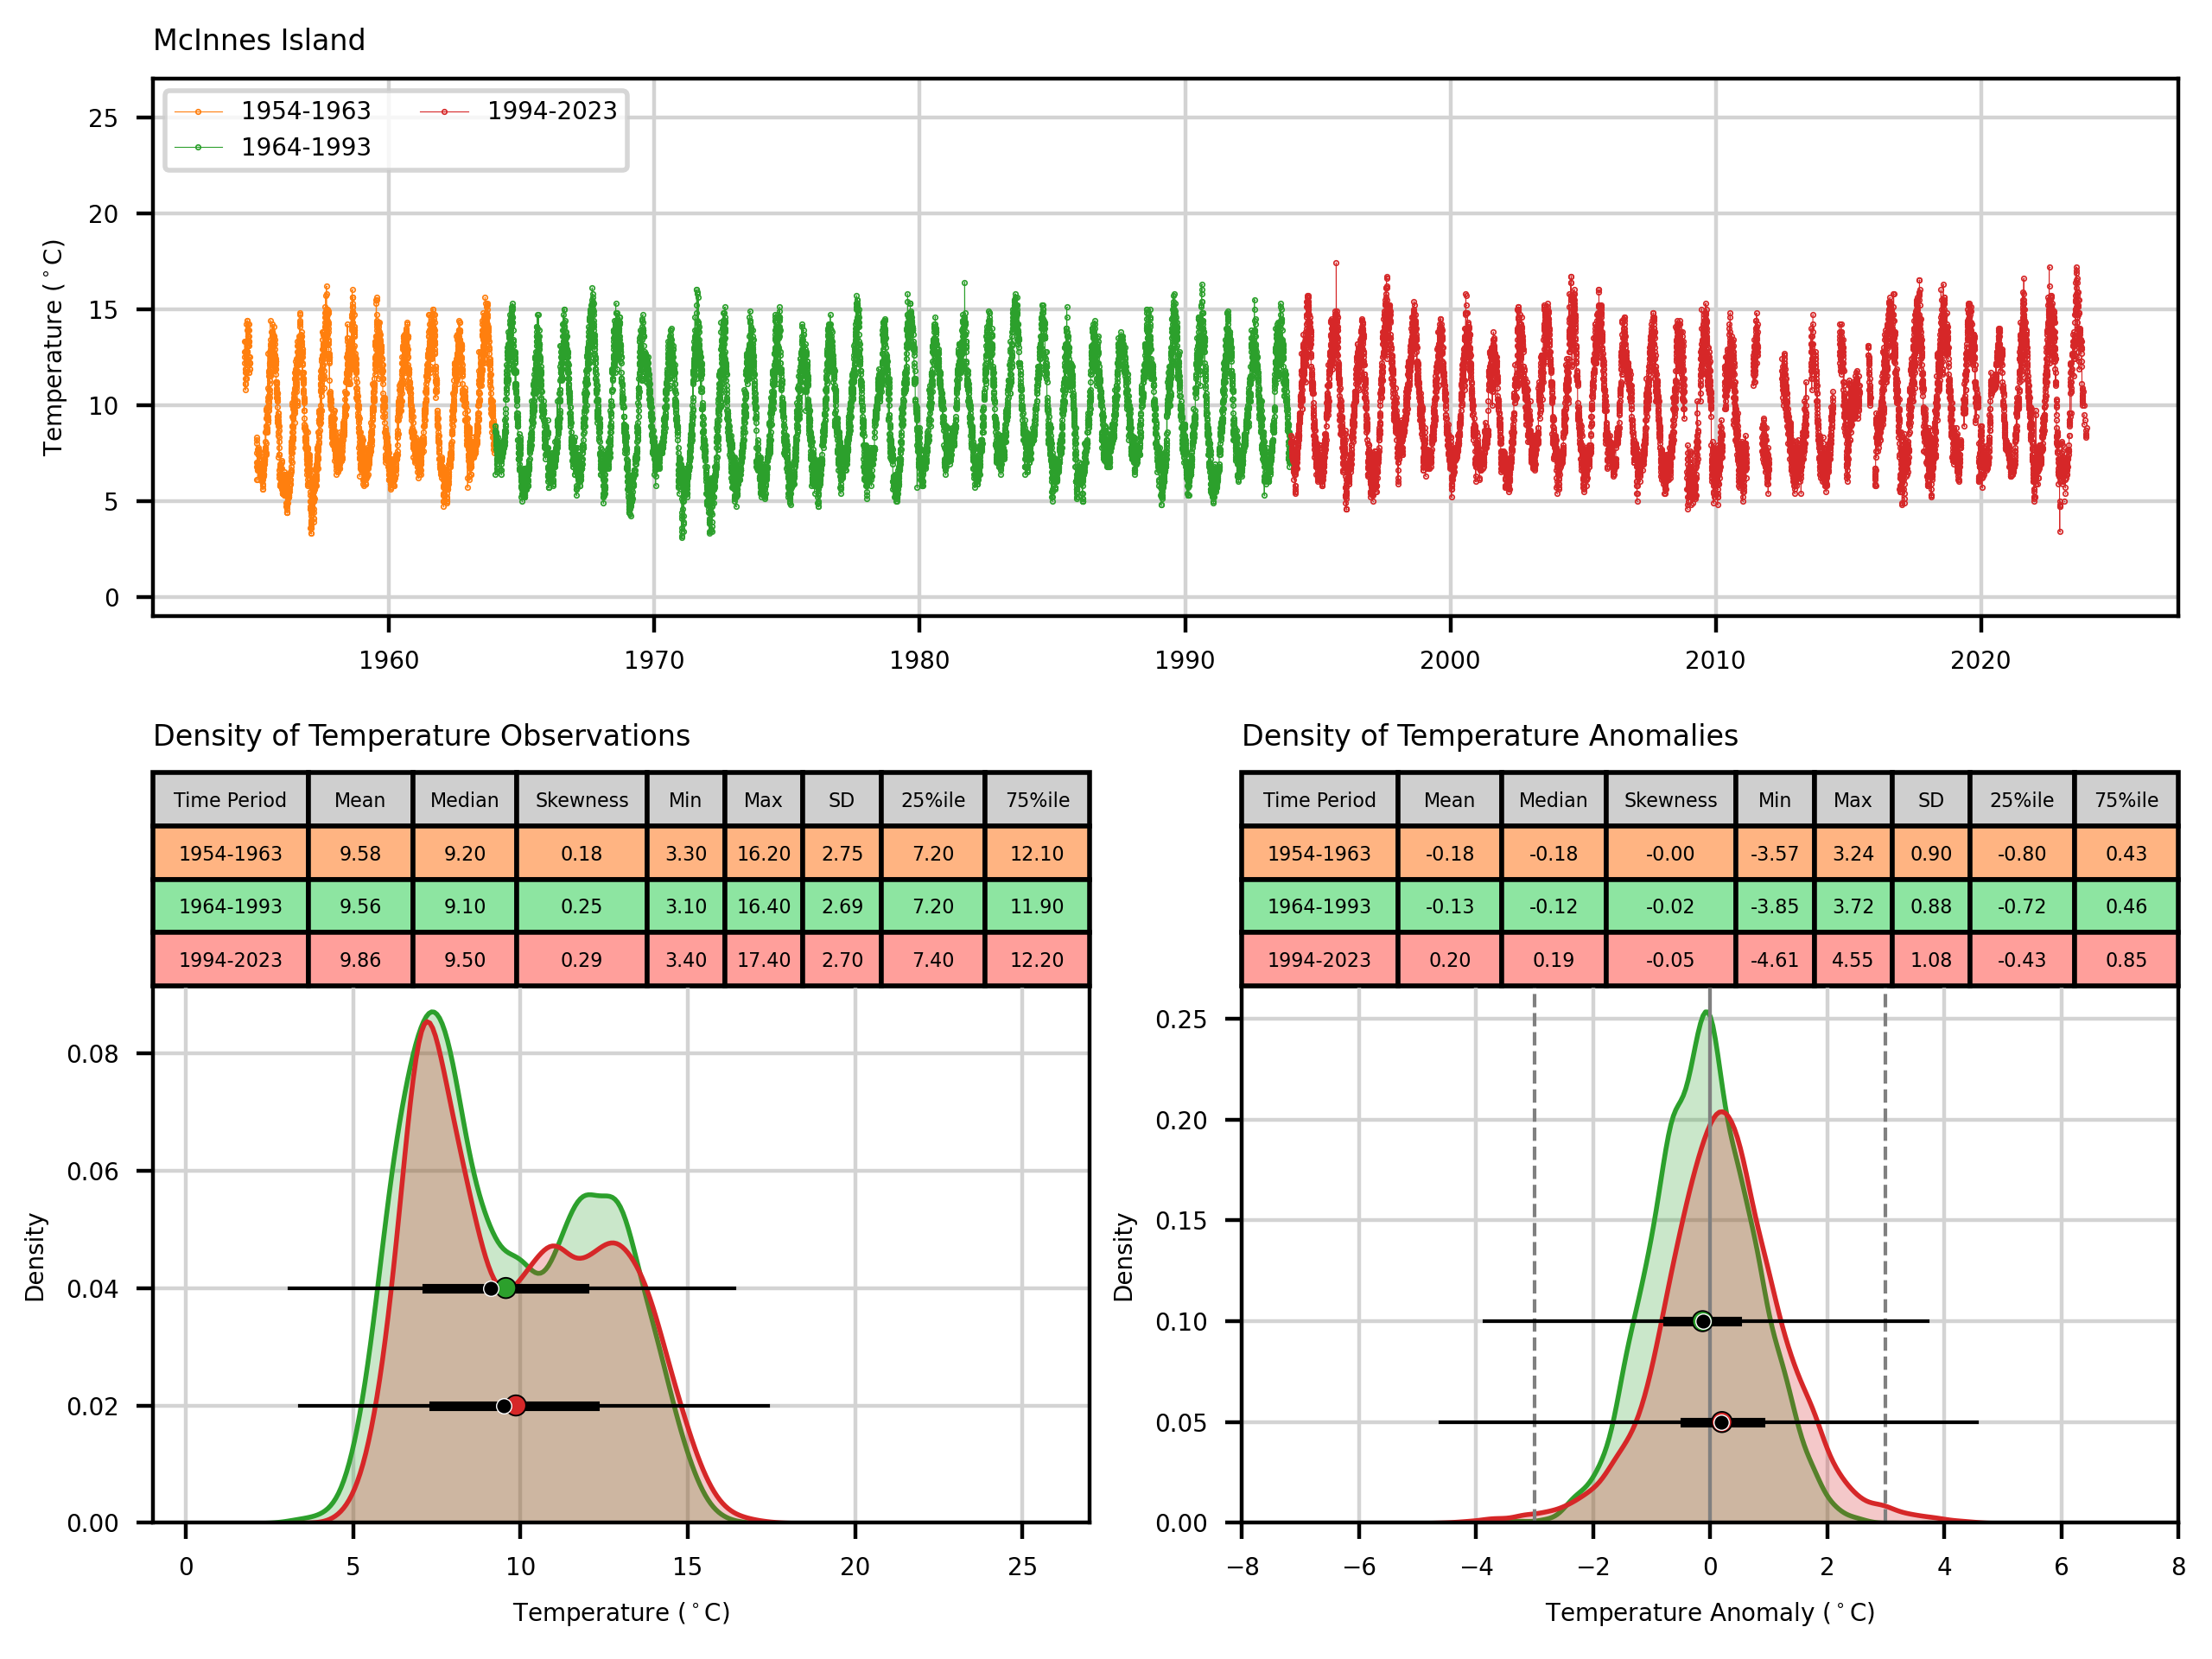 McInnes Island
1954-1963 1994-2023
1964-1993
25
20
15
10
5
0
Temperature (°C)
1960 1970 1980 1990 2000 2010 2020
Density of Temperature Observations
Time Period Mean Median Skewness Min Max SD 25%ile 75%ile
1954-1963 9.58 9.20 0.18 3.30 16.20 2.75 7.20 12.10
1964-1993 9.56 9.10 0.25 3.10 16.40 2.69 7.20 11.90
1994-2023 9.86 9.50 0.29 3.40 17.40 2.70 7.40 12.20
0.08
0.06
0.04
0.02
0.00
Density
0 5 10 15 20 25
Temperature (°C)
Density of Temperature Anomalies
Time Period Mean Median Skewness Min Max SD 25%ile 75%ile
1954-1963 -0.18 -0.18 -0.00 -3.57 3.24 0.90 -0.80 0.43
1964-1993 -0.13 -0.12 -0.02 -3.85 3.72 0.88 -0.72 0.46
1994-2023 0.20 0.19 -0.05 -4.61 4.55 1.08 -0.43 0.85
0.25
0.20
0.15
0.10
0.05
0.00
Density
−8 −6 −4 −2 0 2 4 6 8
Temperature Anomaly (°C)